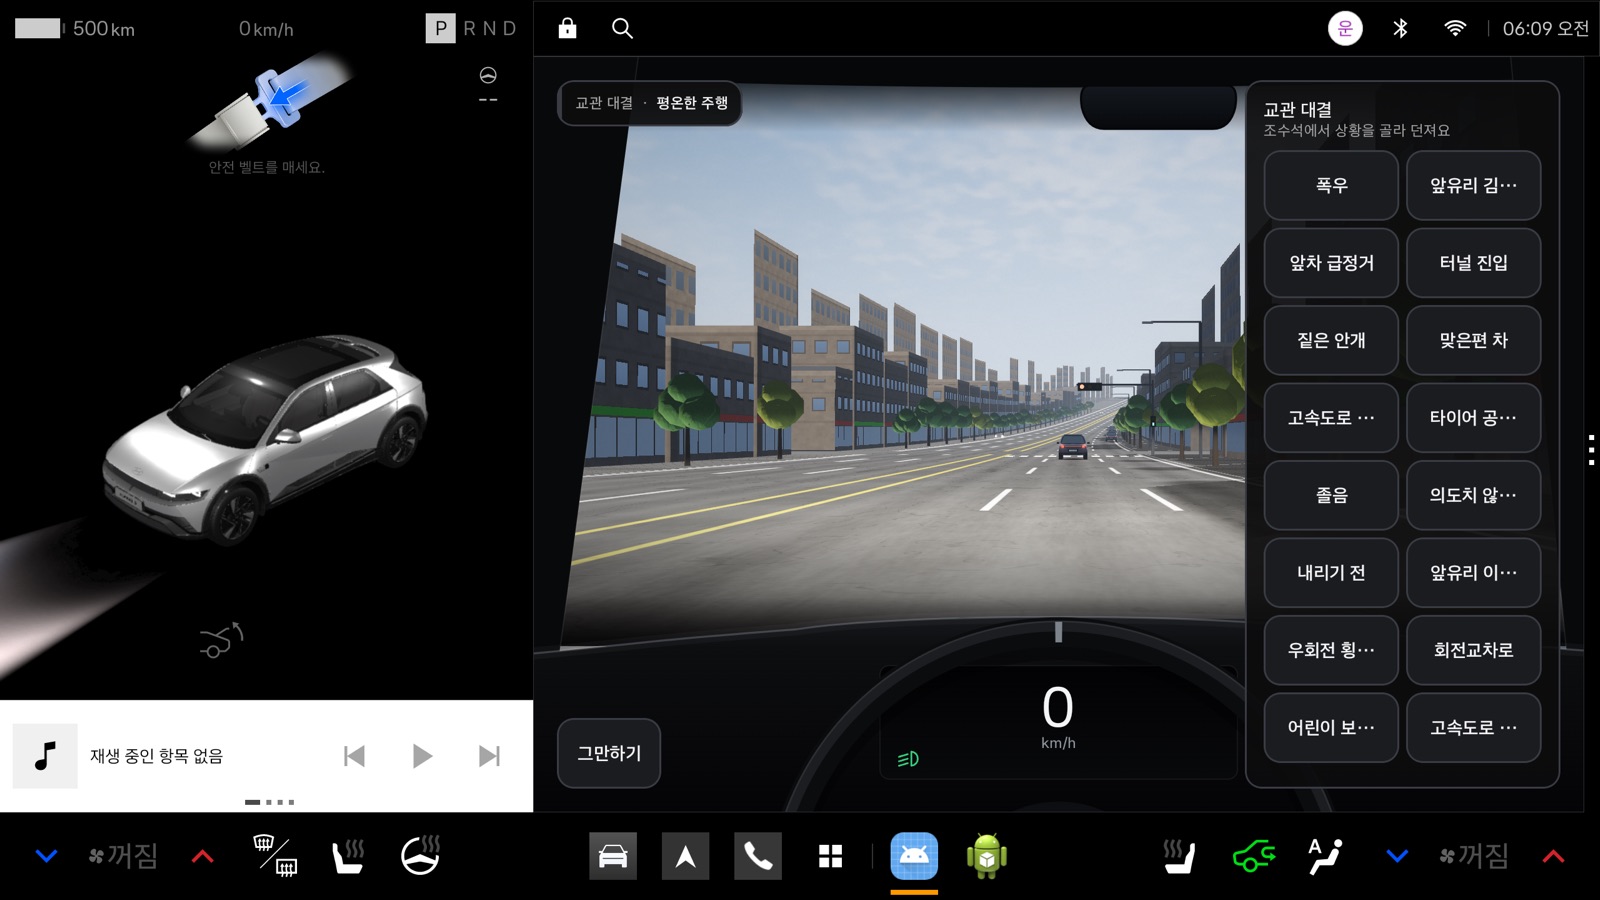 500 km
0 km/h
P R N D
06:09 오전
운
--
안전 벨트를 매세요.
교관 대결 · 평온한 주행
교관 대결
조수석에서 상황을 골라 던져요
폭우
앞유리 김…
앞차 급정거
터널 진입
짙은 안개
맞은편 차
고속도로 …
타이어 공…
졸음
의도치 않…
내리기 전
앞유리 이…
우회전 횡…
회전교차로
어린이 보…
고속도로 …
0
km/h
그만하기
재생 중인 항목 없음
꺼짐
A
꺼짐